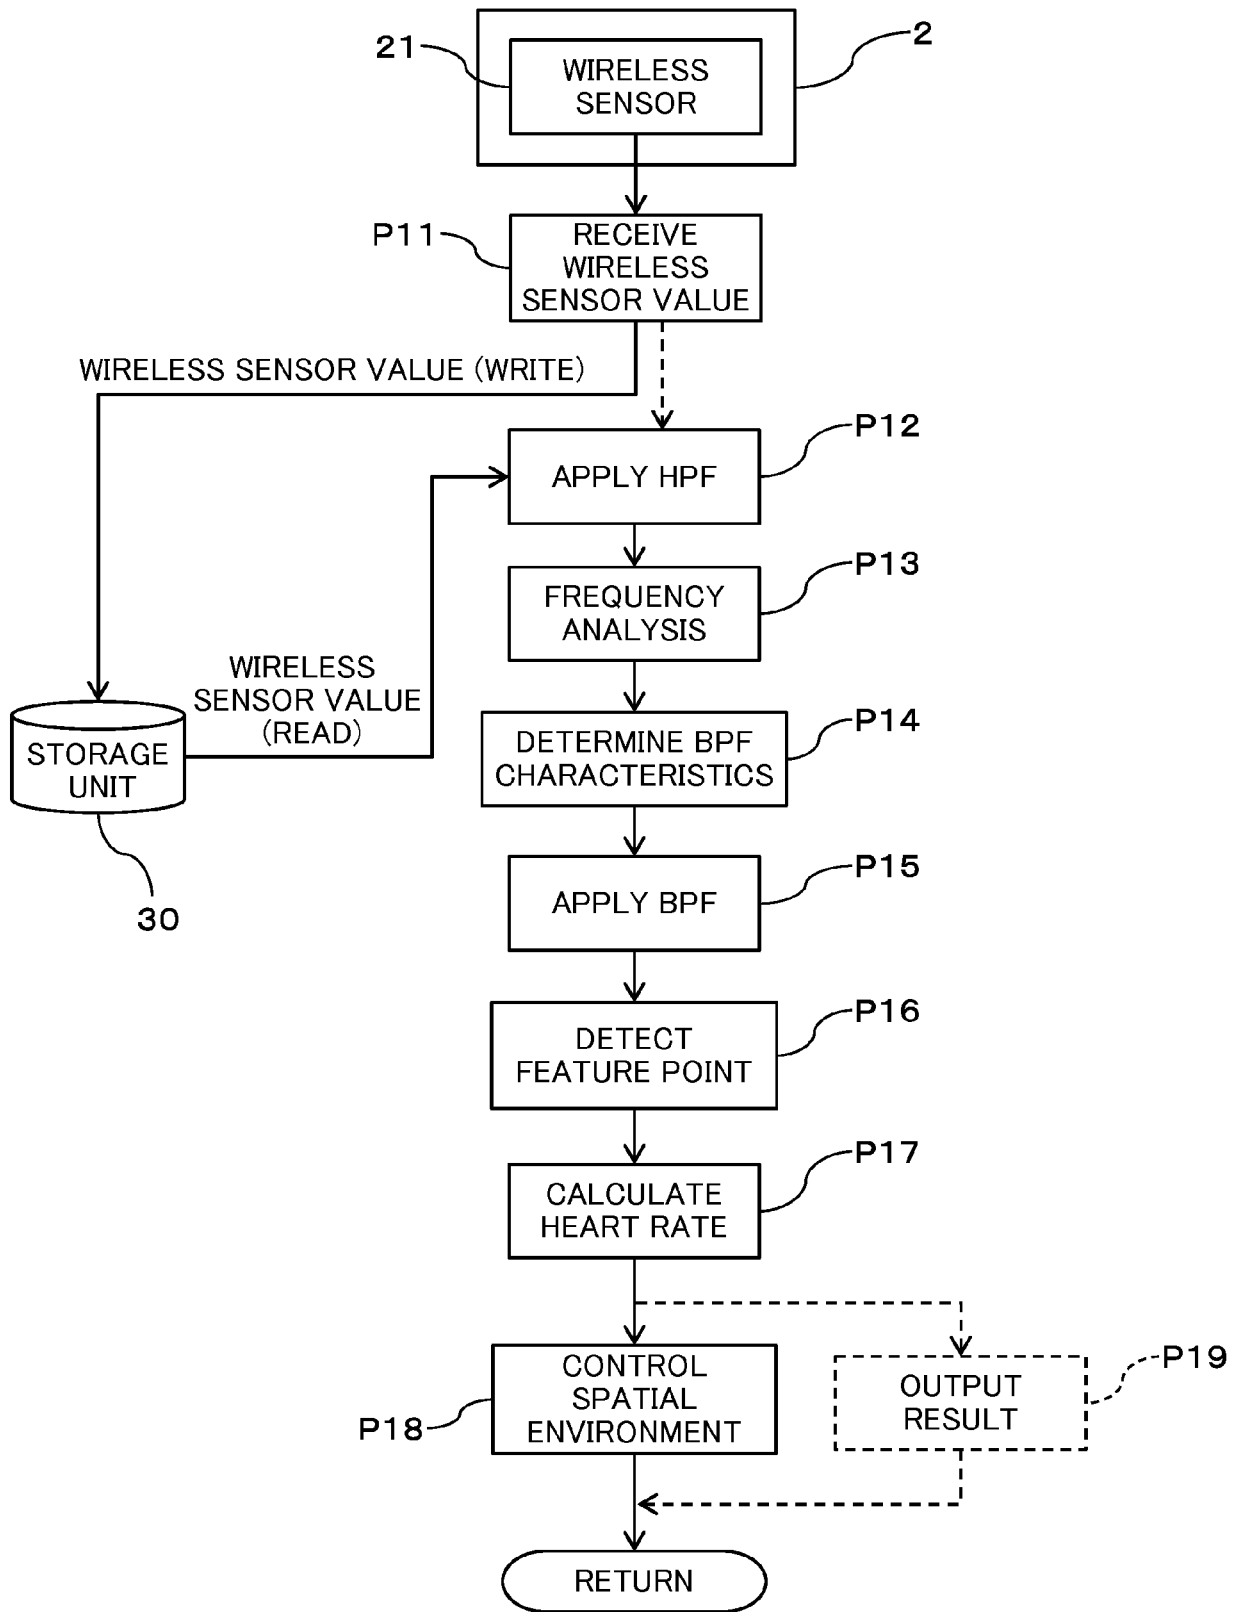 21
WIRELESS
SENSOR
2
P11
RECEIVE
WIRELESS
SENSOR VALUE
WIRELESS SENSOR VALUE (WRITE)
P12
APPLY HPF
P13
FREQUENCY
ANALYSIS
WIRELESS
SENSOR VALUE
(READ)
STORAGE
UNIT
30
P14
DETERMINE BPF
CHARACTERISTICS
P15
APPLY BPF
P16
DETECT
FEATURE POINT
P17
CALCULATE
HEART RATE
P18
CONTROL
SPATIAL
ENVIRONMENT
P19
OUTPUT
RESULT
RETURN